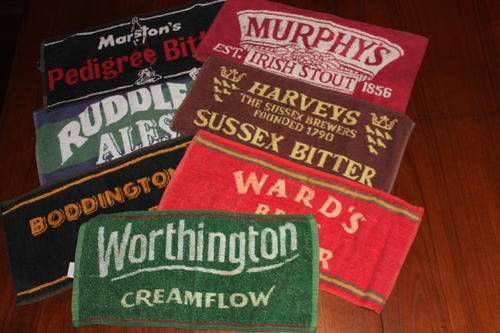 Marston's
Pedigree Bitt
MURPHYS
EST. IRISH STOUT 1856
RUDDLE
ALES
HARVEYS
THE SUSSEX BREWERS
FOUNDED 1790
SUSSEX BITTER
BODDINGTON
WARD'S
Worthington
CREAMFLOW